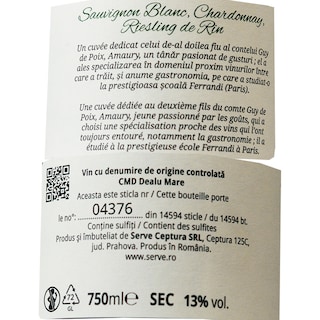 Sauvignon Blanc, Chardonnay,
Riesling de Rin
Un cuvée dedicat celui de-al doilea fiu al contelui Guy
de Poix, Amaury, un tânăr pasionat de gusturi ; el a
ales specializarea în domeniul proxim vinurilor între
care a trăit, și anume gastronomia, pe care a studiat-o
la prestigioasa școală Ferrandi (Paris).
Une cuvée dédiée au deuxième fils du comte Guy de
Poix, Amaury, jeune passionné par les goûts, qui a
choisi une spécialisation proche des vins qui l'ont
toujours entouré, notamment la gastronomie ; il a
étudié à la prestigieuse école Ferrandi à Paris.
Vin cu denumire de origine controlată
CMD Dealu Mare
Aceasta este sticla nr / Cette bouteille porte
le no°: 04376 din 14594 sticle / du 14594 bt.
Conține sulfiți / Contient des sulfites
Produs și îmbuteliat de Serve Ceptura SRL, Ceptura 125C,
jud. Prahova. Produs în România.
www.serve.ro
72
GL
750ml e SEC 13% vol.